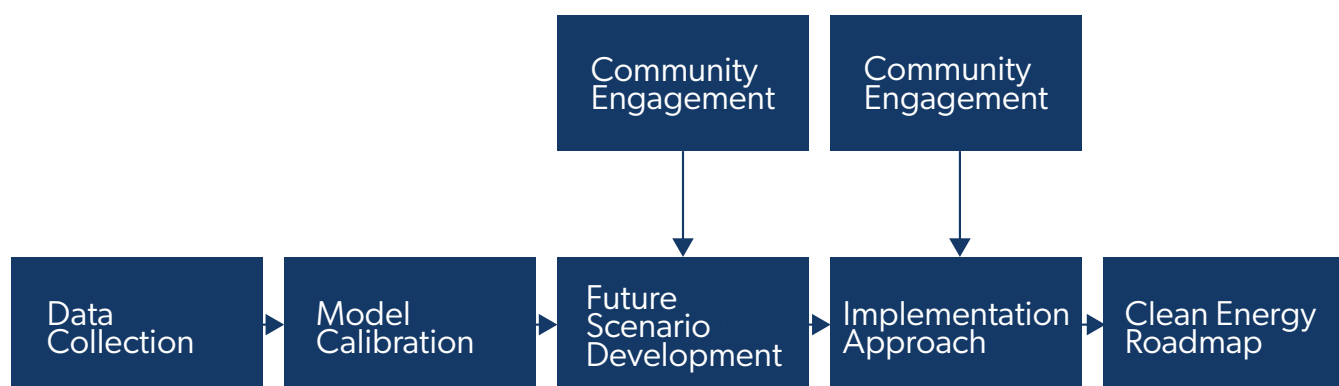 Community
Engagement
Community
Engagement
Data
Collection
Model
Calibration
Future
Scenario
Development
Implementation
Approach
Clean Energy
Roadmap